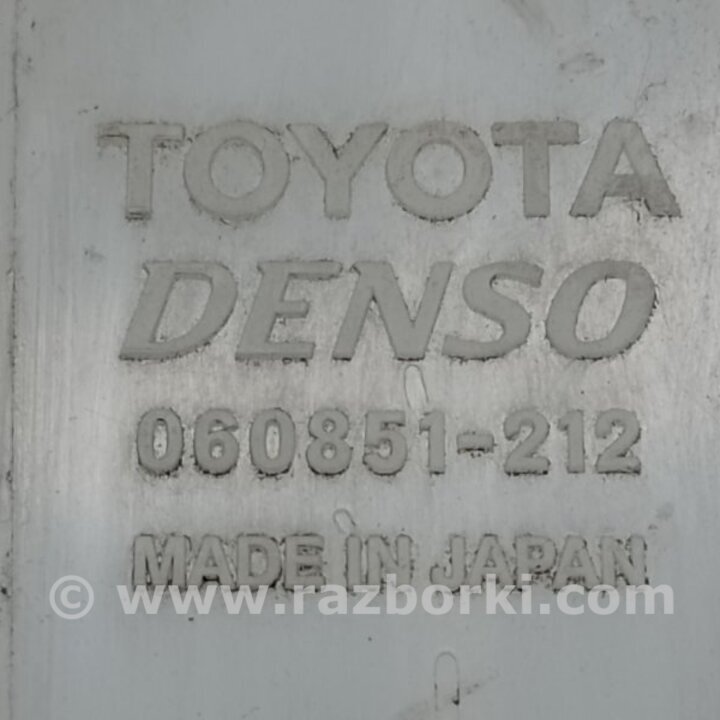 TOYOTA
DENSO
060851-212
MADE IN JAPAN
© www.razborki.com